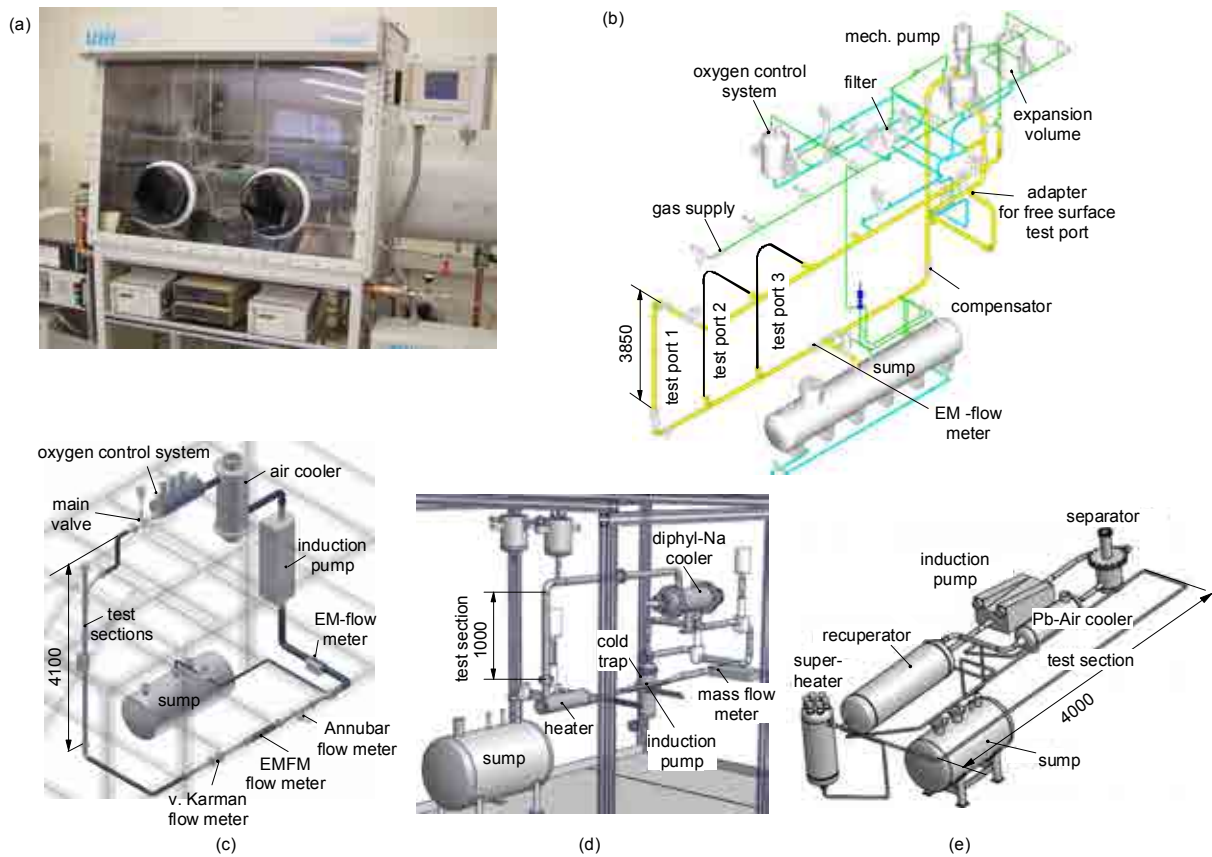 (a)
(b)
mech. pump
oxygen control
system
filter
expansion
volume
adapter
for free surface
test port
gas supply
compensator
3850
test port 1
test port 2
test port 3
sump
EM -flow
meter
oxygen control system
air cooler
main
valve
induction
pump
test
sections
4100
EM-flow
meter
sump
Annubar
flow meter
EMFM
flow meter
v. Karman
flow meter
(c)
diphyl-Na
cooler
test section
1000
cold
trap
mass flow
meter
heater
induction
pump
sump
(d)
separator
induction
pump
Pb-Air cooler
recuperator
super-
heater
test section
4000
sump
(e)